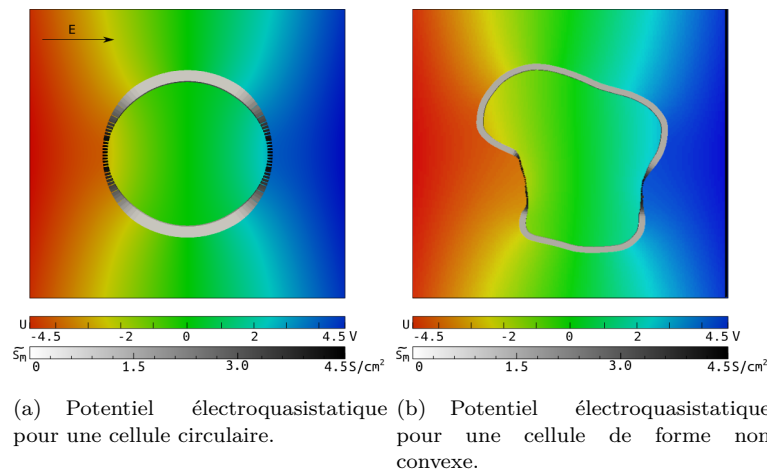 E
U
-4.5 -2 0 2 4.5 V
S̃m
0 1.5 3.0 4.5 S/cm²
U
-4.5 -2 0 2 4.5 V
S̃m
0 1.5 3.0 4.5 S/cm²
(a) Potentiel électroquasistatique
pour une cellule circulaire.
(b) Potentiel électroquasistatique
pour une cellule de forme non
convexe.